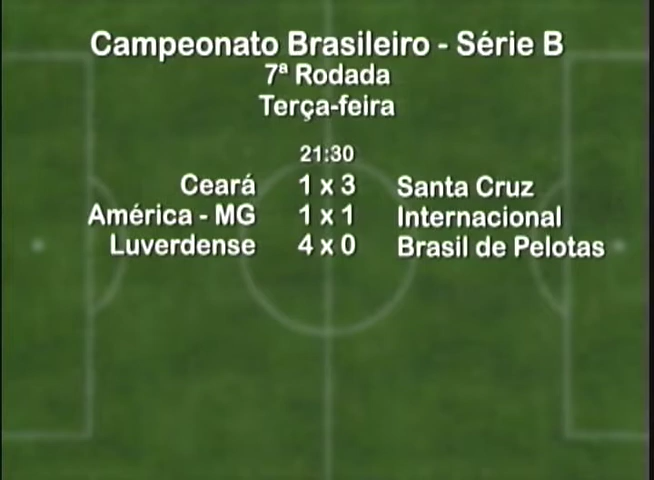 Campeonato Brasileiro - Série B
7ª Rodada
Terça-feira
21:30
Ceará 1 x 3 Santa Cruz
América - MG 1 x 1 Internacional
Luverdense 4 x 0 Brasil de Pelotas